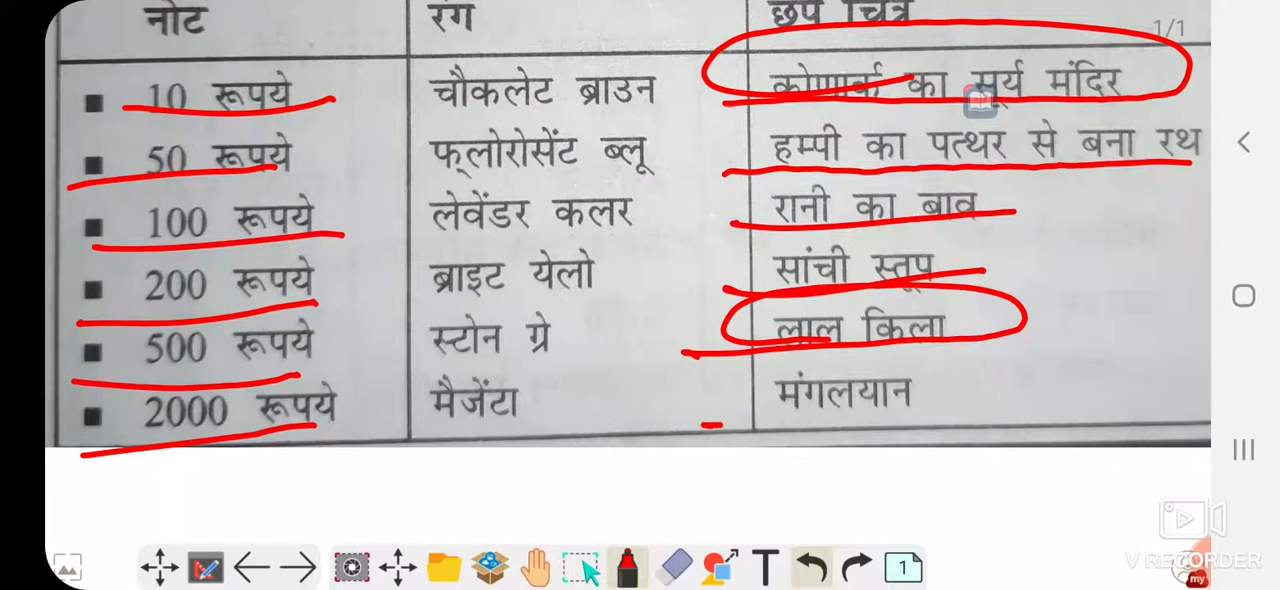 नोट रंग छपे चित्र
1/1
■ 10 रूपये चौकलेट ब्राउन कोणार्क का सूर्य मंदिर
■ 50 रूपये फ्लोरोसेंट ब्लू हम्पी का पत्थर से बना रथ
■ 100 रूपये लेवेंडर कलर रानी का बाव
■ 200 रूपये ब्राइट येलो सांची स्तूप
■ 500 रूपये स्टोन ग्रे लाल किला
■ 2000 रूपये मैजेंटा मंगलयान
V RECORDER
T 1
my